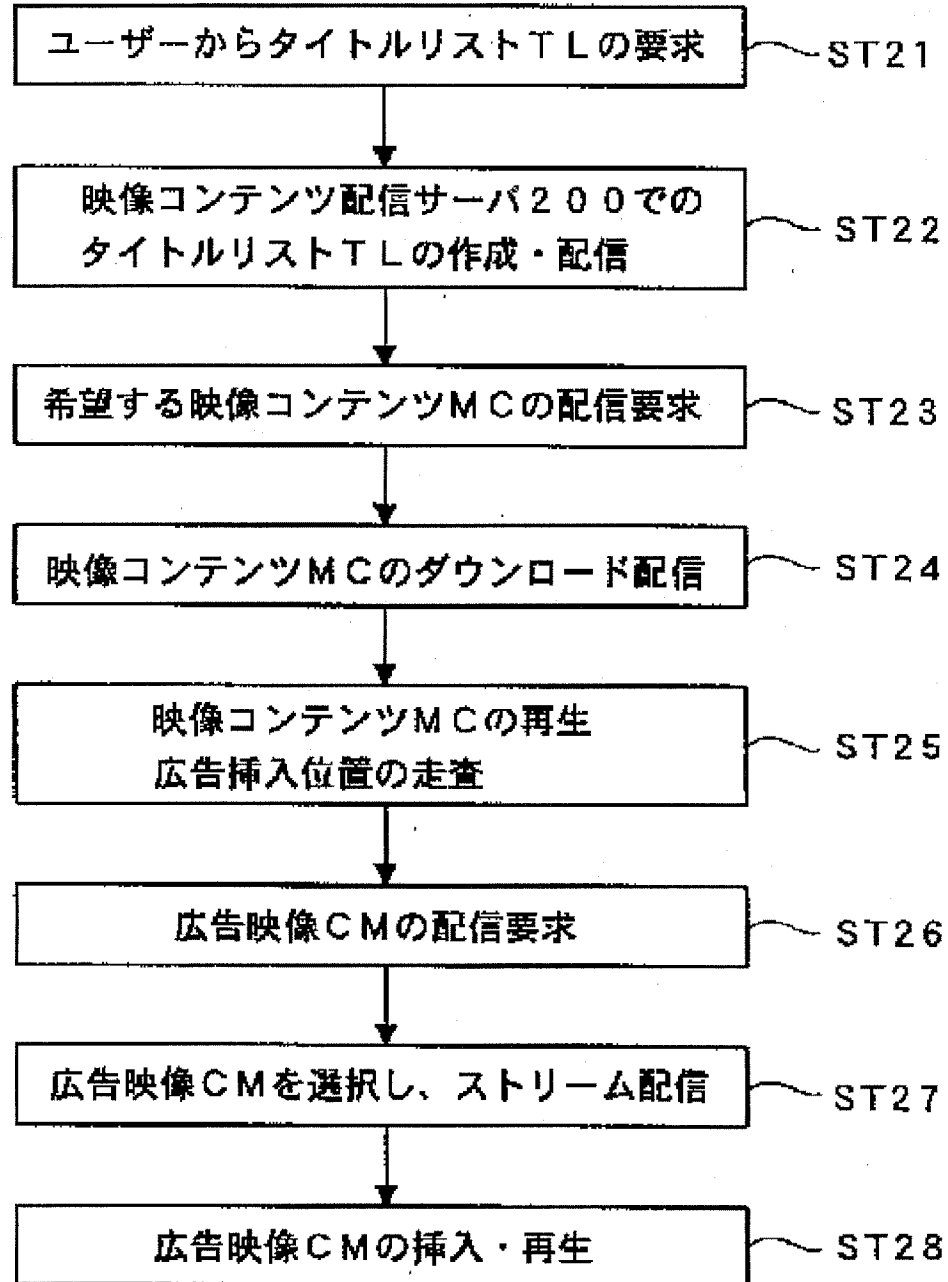 ユーザーからタイトルリストＴＬの要求
ST21
映像コンテンツ配信サーバ２００での
タイトルリストＴＬの作成・配信
ST22
希望する映像コンテンツＭＣの配信要求
ST23
映像コンテンツＭＣのダウンロード配信
ST24
映像コンテンツＭＣの再生
広告挿入位置の走査
ST25
広告映像ＣＭの配信要求
ST26
広告映像ＣＭを選択し、ストリーム配信
ST27
広告映像ＣＭの挿入・再生
ST28